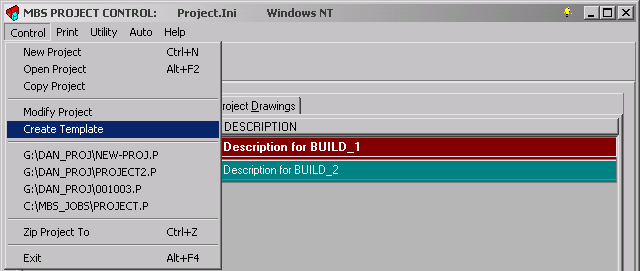 MBS PROJECT CONTROL: Project.Ini Windows NT
Control Print Utility Auto Help
New Project Ctrl+N
Open Project Alt+F2
Copy Project
Modify Project
roject Drawings
Create Template
DESCRIPTION
Description for BUILD_1
G:\DAN_PROJ\NEW-PROJ.P
G:\DAN_PROJ\PROJECT2.P
Description for BUILD_2
G:\DAN_PROJ\001003.P
C:\MBS_JOBS\PROJECT.P
Zip Project To Ctrl+Z
Exit Alt+F4